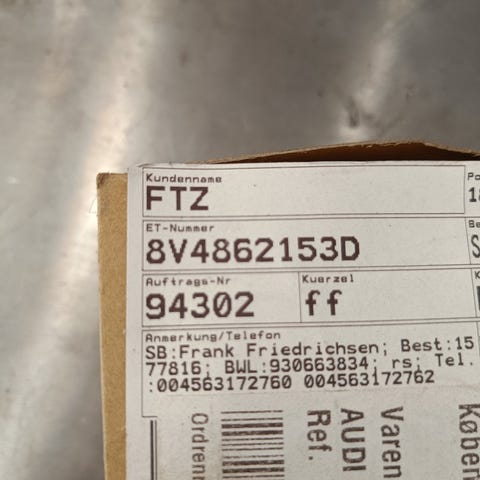 Kundenname
FTZ
ET-Nummer
8V4862153D
Auftrags-Nr
94302
Kuerzel
ff
Anmerkung/Telefon
SB:Frank Friedrichsen; Best:15
77816; BWL:930663834; rs; Tel.
:004563172760 004563172762
Ref.
AUDI
Varen
Køben